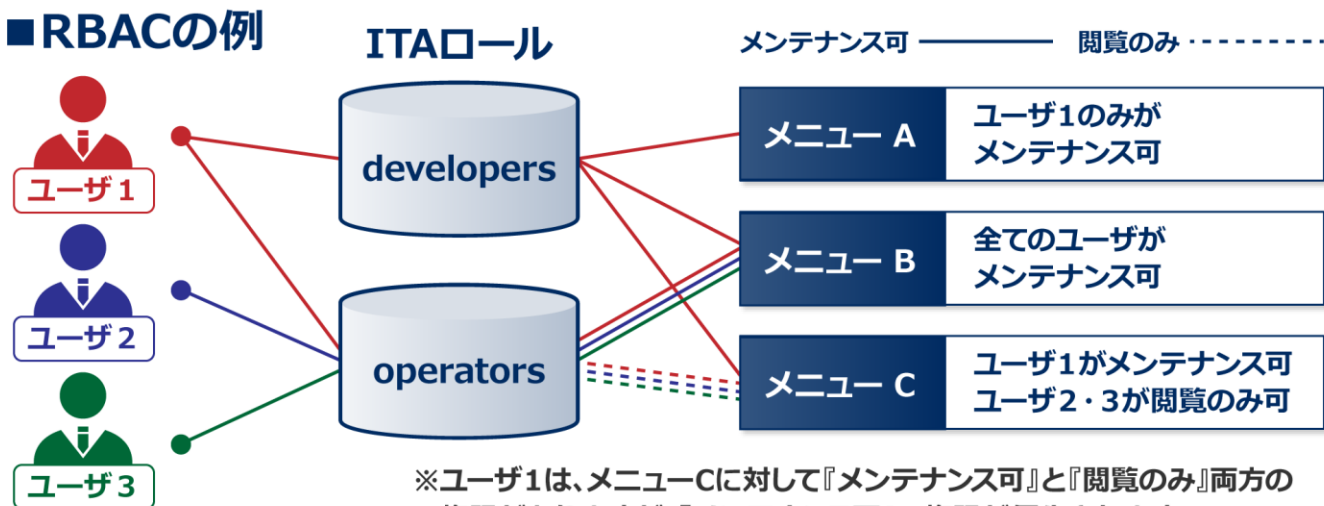 ■RBACの例
ITAロール
メンテナンス可
閲覧のみ
ユーザ1
ユーザ2
ユーザ3
developers
operators
メニュー A
ユーザ1のみが
メンテナンス可
メニュー B
全てのユーザが
メンテナンス可
メニュー C
ユーザ1がメンテナンス可
ユーザ2・3が閲覧のみ可
※ユーザ1は、メニューCに対して『メンテナンス可』と『閲覧のみ』両方の